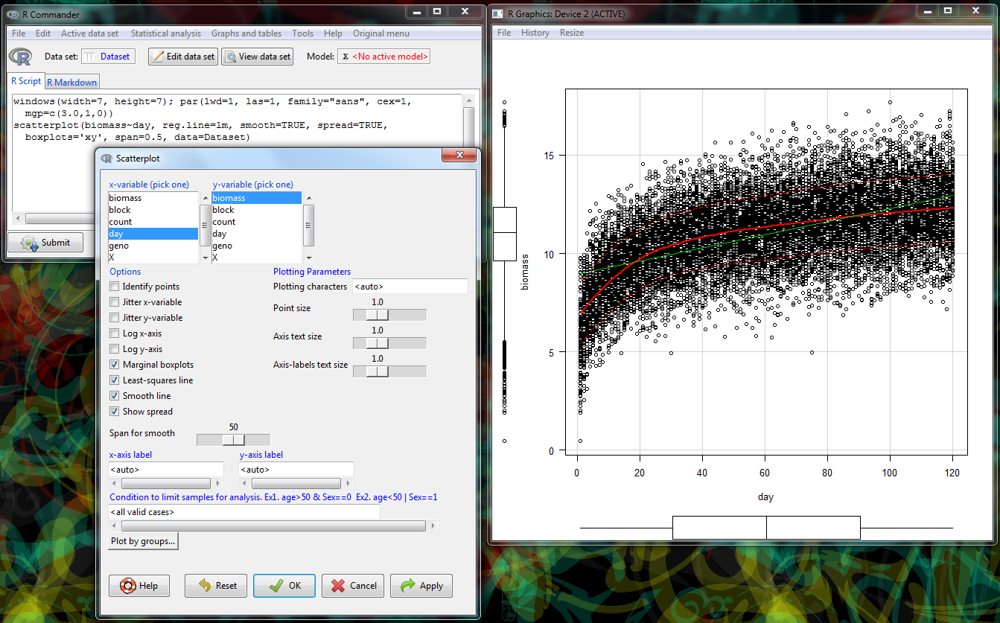 R Commander
File Edit Active data set Statistical analysis Graphs and tables Tools Help Original menu
R Data set: Dataset Edit data set View data set Model: Σ <No active model>
R Script R Markdown
windows(width=7, height=7); par(lwd=1, las=1, family="sans", cex=1,
mgp=c(3.0,1,0))
scatterplot(biomass~day, reg.line=lm, smooth=TRUE, spread=TRUE,
boxplots='xy', span=0.5, data=Dataset)
Submit
Scatterplot
x-variable (pick one) y-variable (pick one)
biomass biomass
block block
count count
day day
geno geno
X X
Options Plotting Parameters
Identify points Plotting characters <auto>
Jitter x-variable Point size 1.0
Jitter y-variable
Log x-axis Axis text size 1.0
Log y-axis
Marginal boxplots Axis-labels text size 1.0
Least-squares line
Smooth line
Show spread
Span for smooth 50
x-axis label y-axis label
<auto> <auto>
Condition to limit samples for analysis. Ex1. age>50 & Sex==0 Ex2. age<50 | Sex==1
<all valid cases>
Plot by groups...
Help Reset OK Cancel Apply
R Graphics: Device 2 (ACTIVE)
File History Resize
15
10
5
0
biomass
0 20 40 60 80 100 120
day